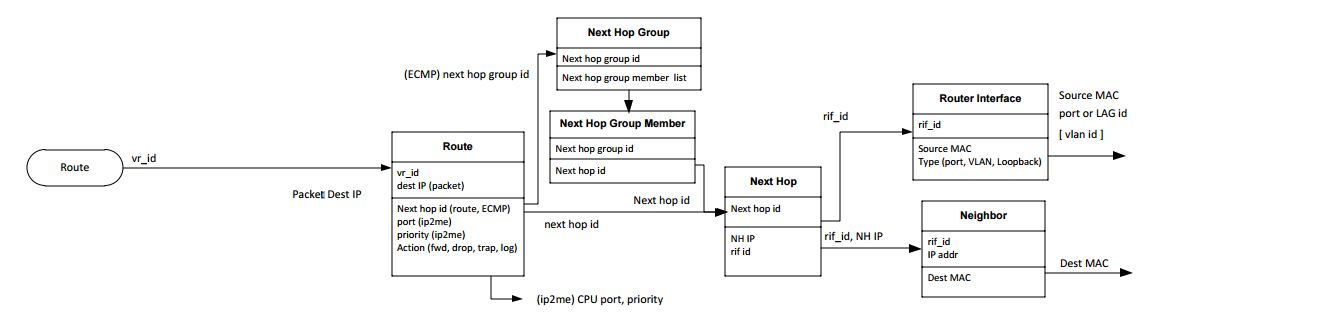 Route
vr_id
Packet Dest IP
Route
vr_id
dest IP (packet)
Next hop id (route, ECMP)
port (ip2me)
priority (ip2me)
Action (fwd, drop, trap, log)
(ip2me) CPU port, priority
(ECMP) next hop group id
Next Hop Group
Next hop group id
Next hop group member list
Next Hop Group Member
Next hop group id
Next hop id
Next hop id
next hop id
Next Hop
Next hop id
NH IP
rif id
rif_id
rif_id, NH IP
Router Interface
rif_id
Source MAC
Type (port, VLAN, Loopback)
Source MAC
port or LAG id
[ vlan id ]
Neighbor
rif_id
IP addr
Dest MAC
Dest MAC